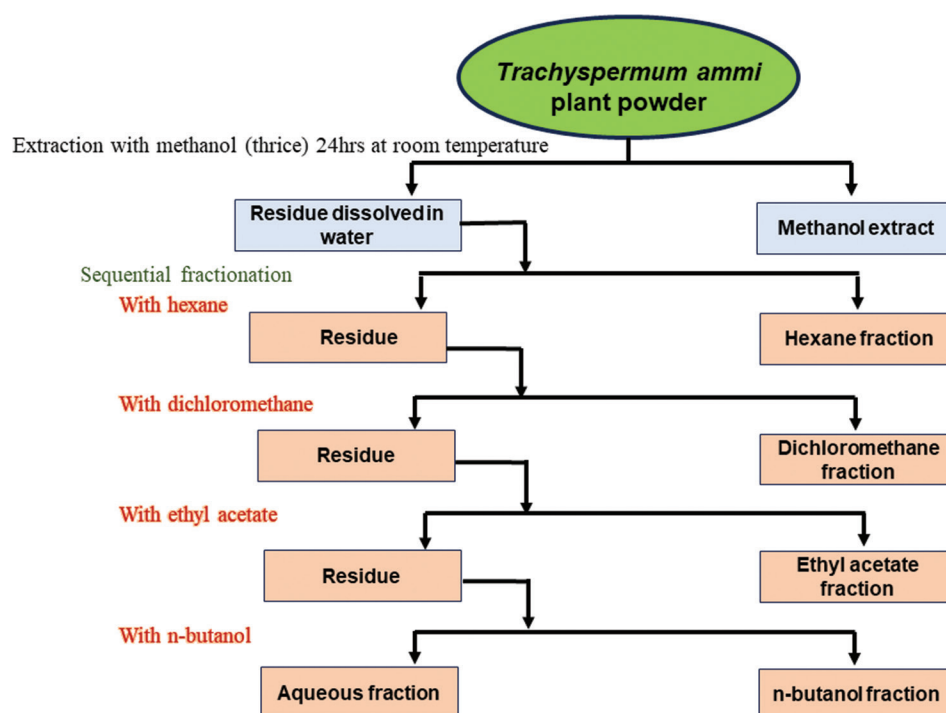 Trachyspermum ammi
plant powder
Extraction with methanol (thrice) 24hrs at room temperature
Residue dissolved in
water
Methanol extract
Sequential fractionation
With hexane
Residue
Hexane fraction
With dichloromethane
Residue
Dichloromethane
fraction
With ethyl acetate
Residue
Ethyl acetate
fraction
With n-butanol
Aqueous fraction
n-butanol fraction